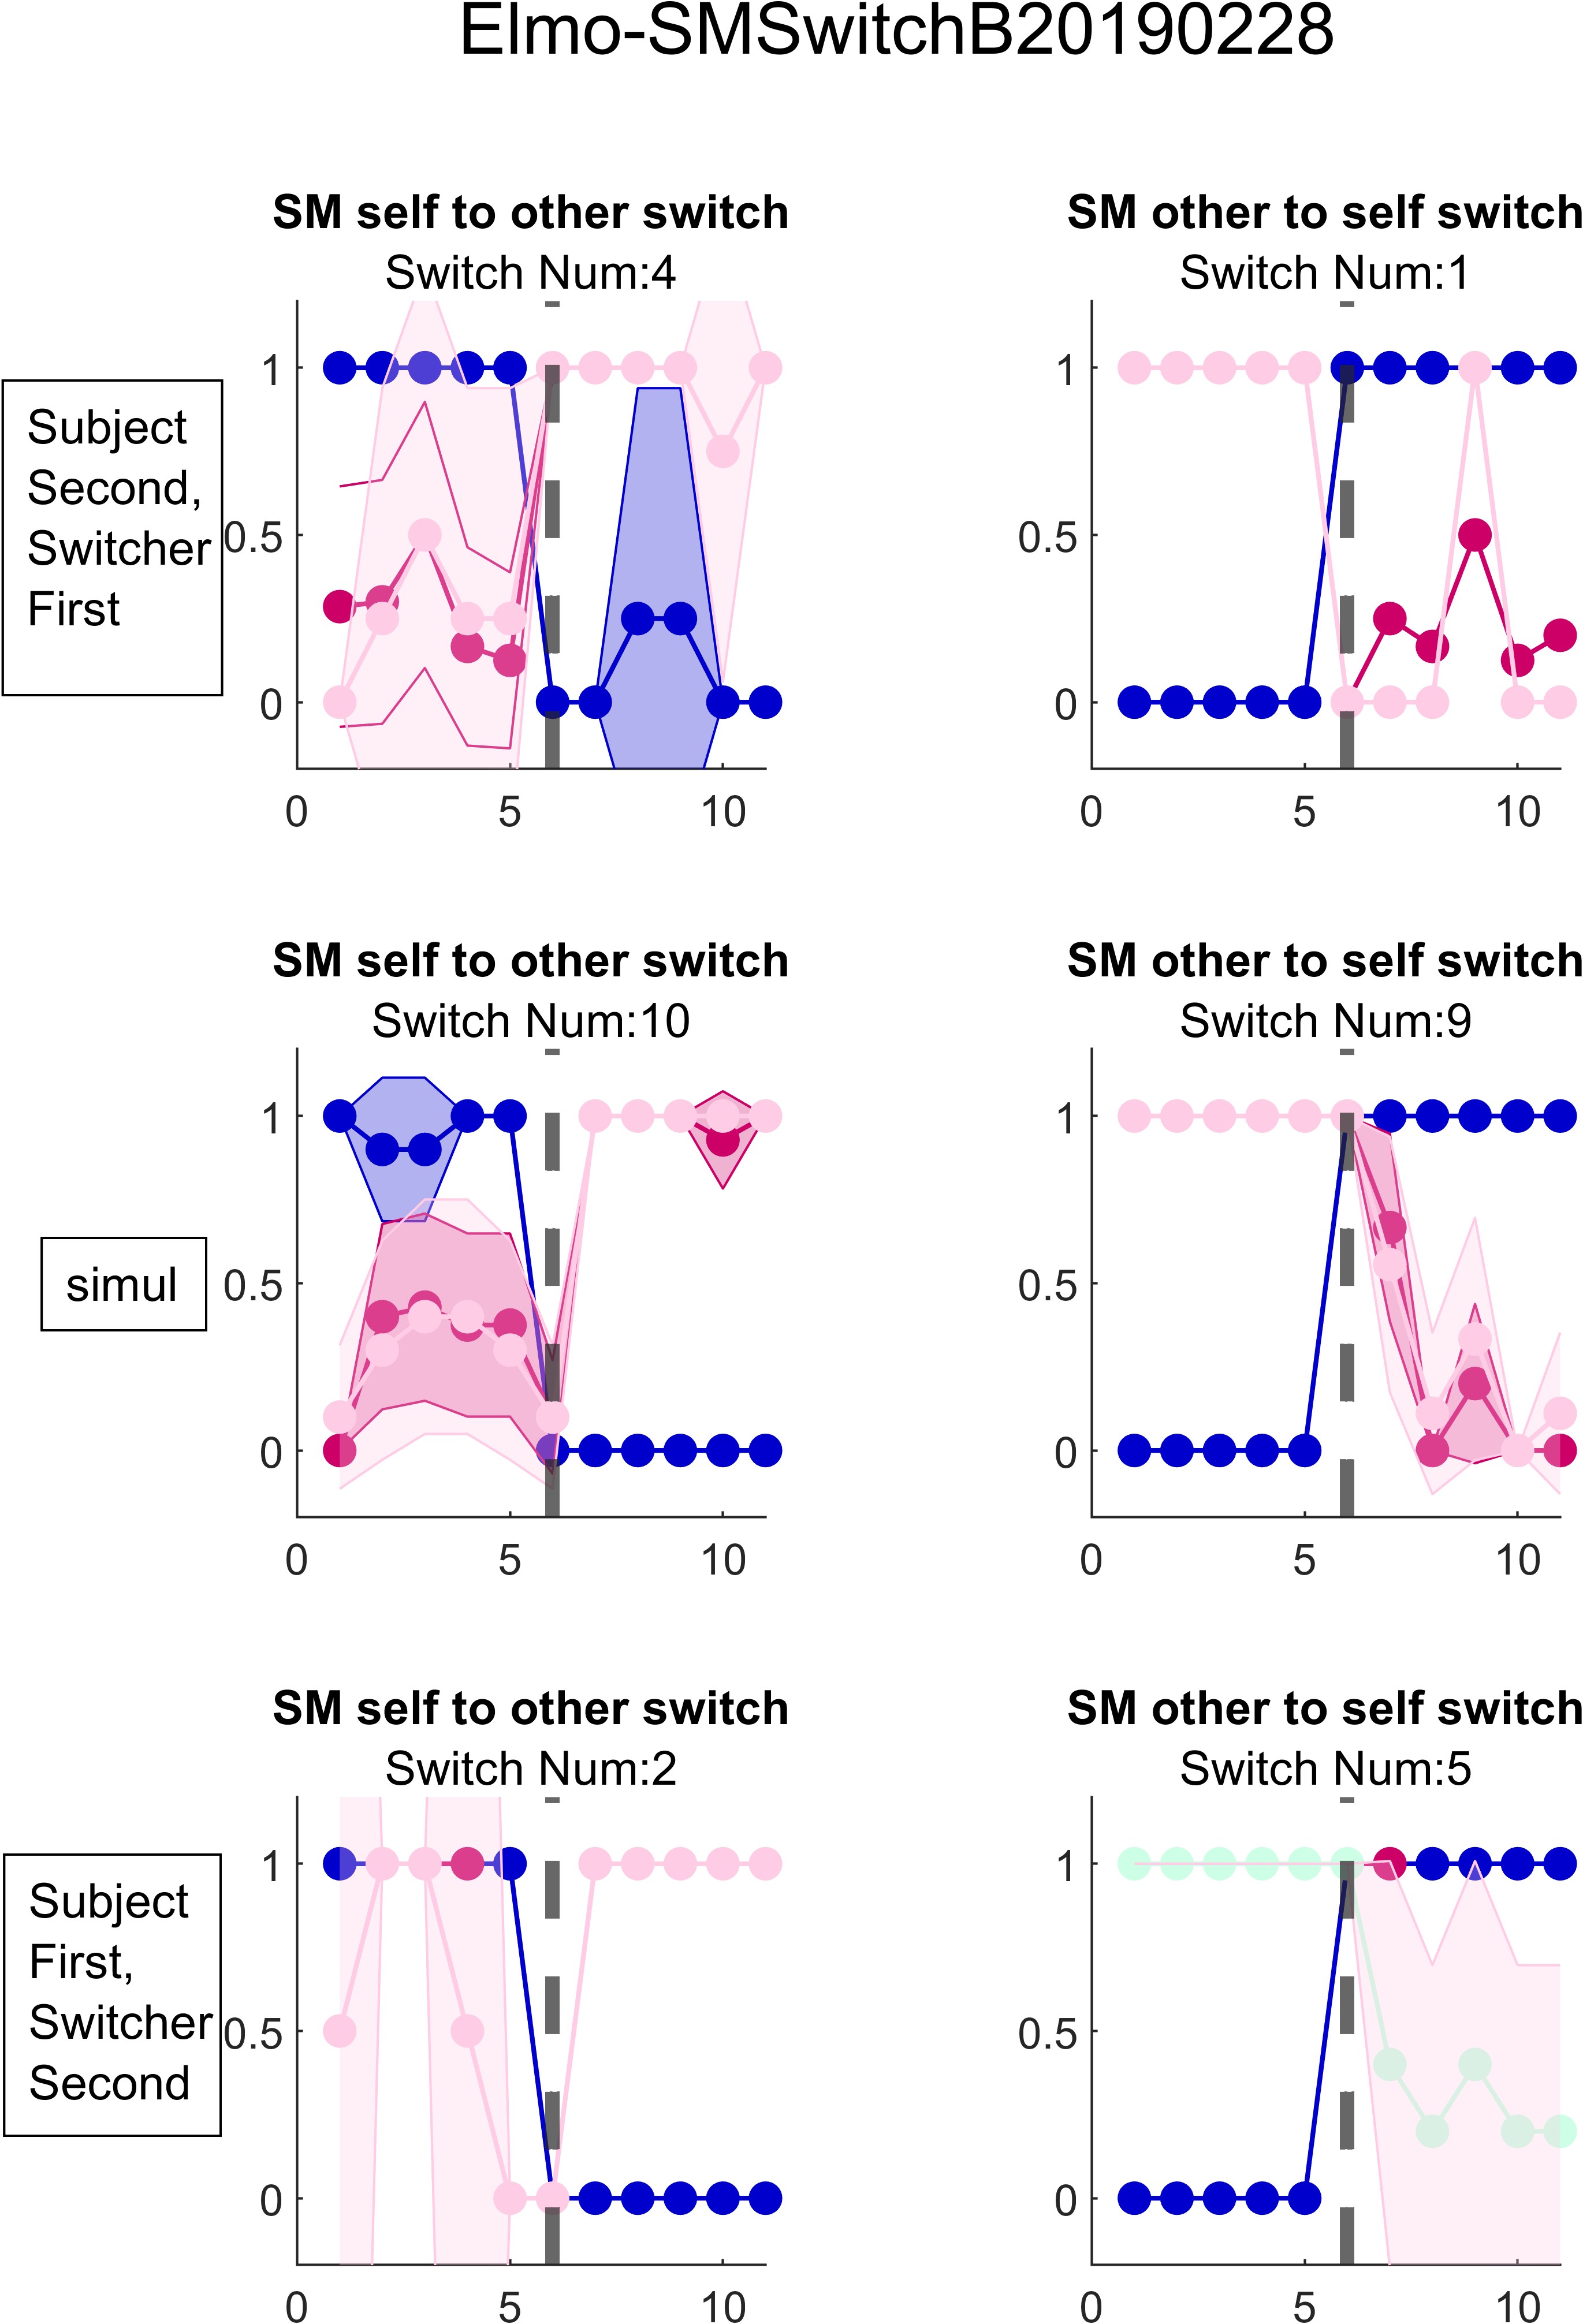 Elmo-SMSwitchB20190228
SM self to other switch
Switch Num:4
SM other to self switch
Switch Num:1
Subject
Second,
Switcher
First
1
0.5
0
0
5
10
1
0.5
0
0
5
10
SM self to other switch
Switch Num:10
SM other to self switch
Switch Num:9
simul
1
0.5
0
0
5
10
1
0.5
0
0
5
10
SM self to other switch
Switch Num:2
SM other to self switch
Switch Num:5
Subject
First,
Switcher
Second
1
0.5
0
0
5
10
1
0.5
0
0
5
10